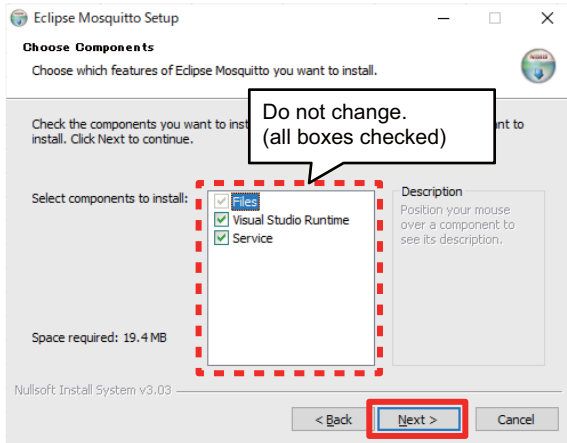 Eclipse Mosquitto Setup
Choose Components
Choose which features of Eclipse Mosquitto you want to install.
Do not change.
(all boxes checked)
Check the components you want to inst
nt to
install. Click Next to continue.
Select components to install:
Files
Visual Studio Runtime
Service
Description
Position your mouse
over a component to
see its description.
Space required: 19.4 MB
Nullsoft Install System v3.03
< Back
Next >
Cancel